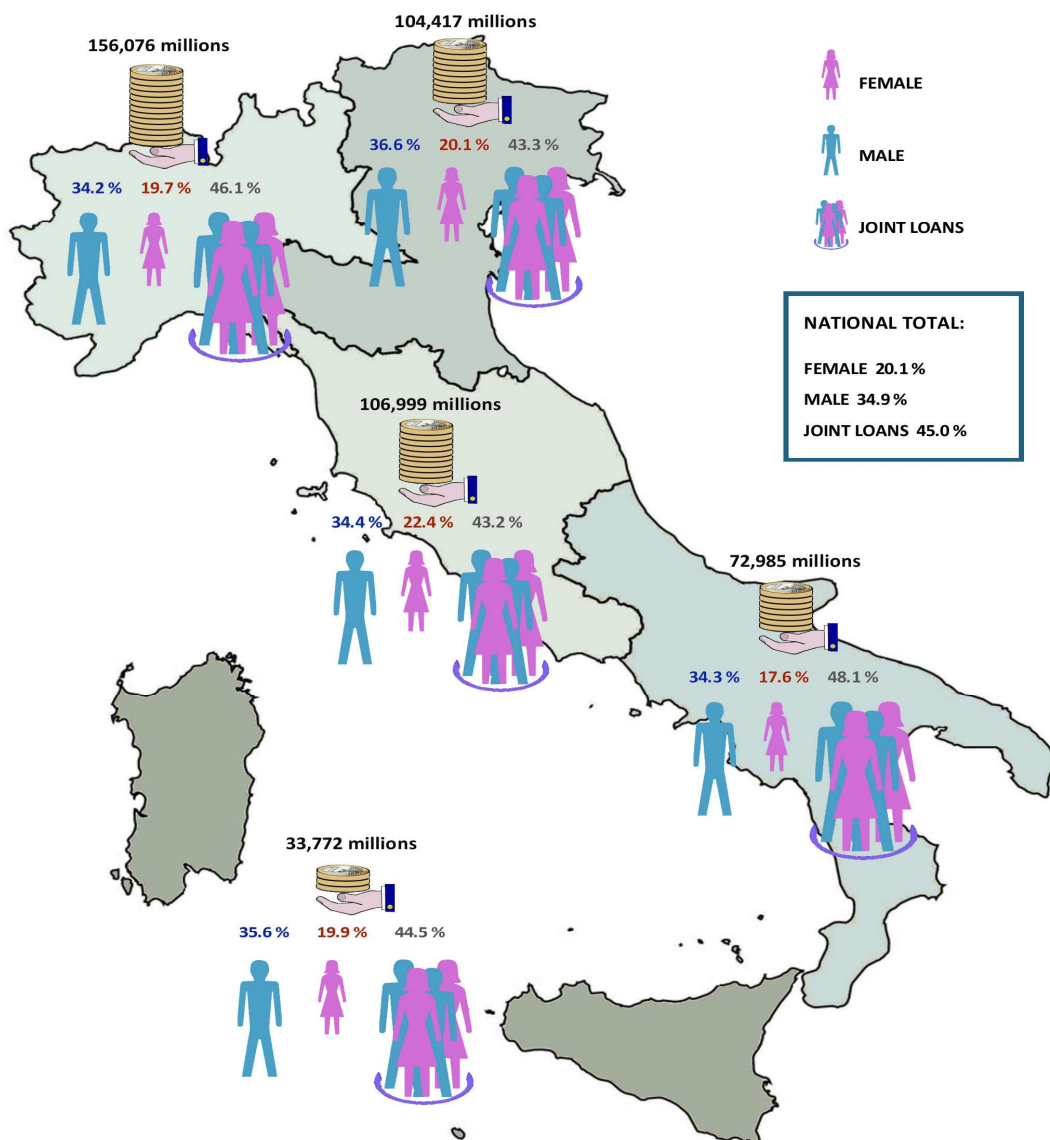 156,076 millions
34.2 % 19.7 % 46.1 %
104,417 millions
36.6 % 20.1 % 43.3 %
FEMALE
MALE
JOINT LOANS
NATIONAL TOTAL:
FEMALE 20.1 %
MALE 34.9 %
JOINT LOANS 45.0 %
106,999 millions
34.4 % 22.4 % 43.2 %
72,985 millions
34.3 % 17.6 % 48.1 %
33,772 millions
35.6 % 19.9 % 44.5 %